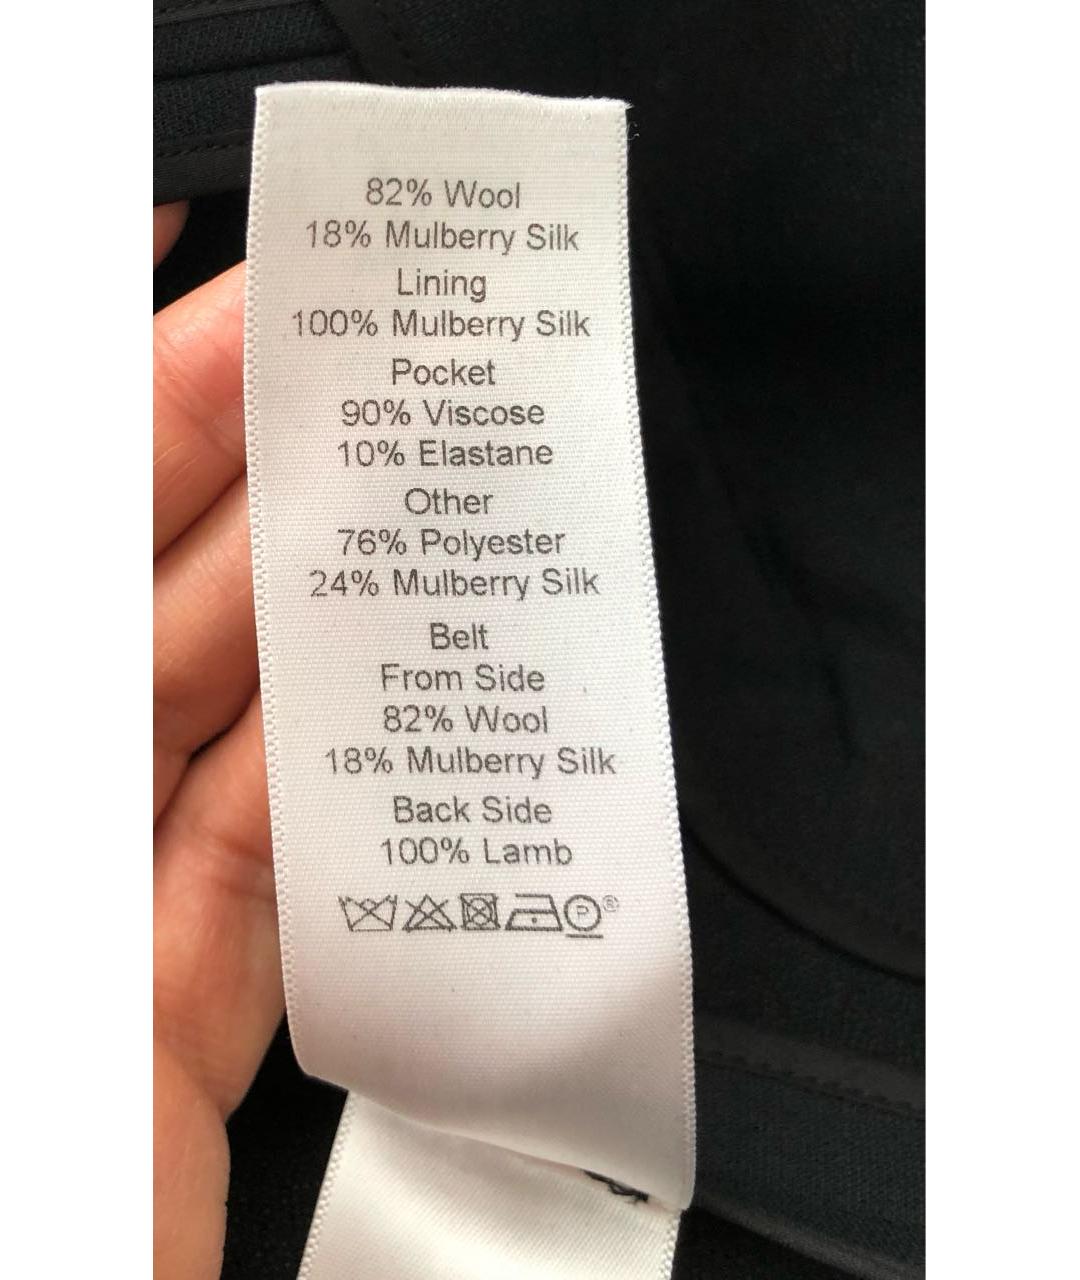 82% Wool
18% Mulberry Silk
Lining
100% Mulberry Silk
Pocket
90% Viscose
10% Elastane
Other
76% Polyester
24% Mulberry Silk
Belt
From Side
82% Wool
18% Mulberry Silk
Back Side
100% Lamb
P ®